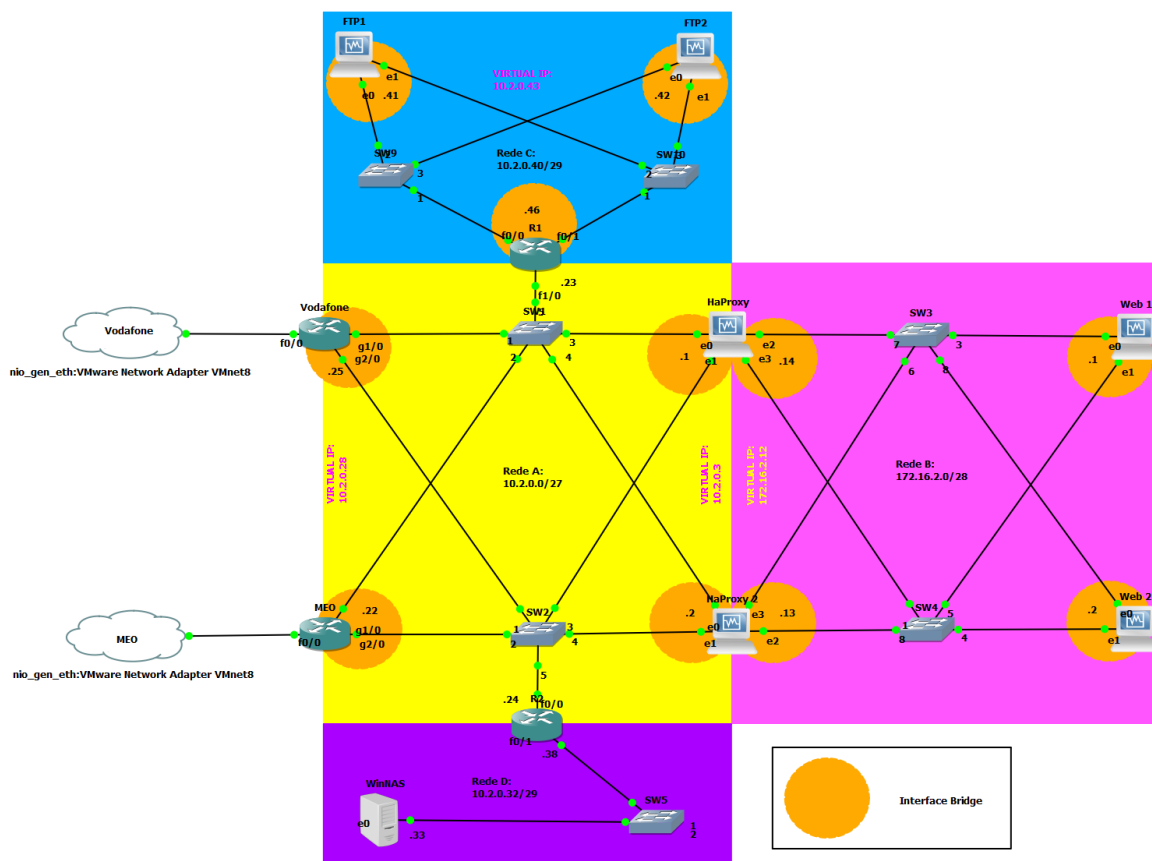 FTP1
FTP2
VIRTUAL IP:
10.2.0.43
e1
e0
.41
e0
.42
e1
SW9
3
1
Rede C:
10.2.0.40/29
SW10
2
1
.46
R1
f0/0
f0/1
.23
f1/0
Vodafone
Vodafone
f0/0
g1/0
g2/0
.25
nio_gen_eth:VMware Network Adapter VMnet8
SW1
1
2
3
4
HaProxy
e0
e1
.1
e2
e3
.14
SW3
7
6
3
8
Web 1
e0
e1
.1
VIRTUAL IP:
10.2.0.28
Rede A:
10.2.0.0/27
VIRTUAL IP:
10.2.0.3
VIRTUAL IP:
172.16.2.12
Rede B:
172.16.2.0/28
MEO
MEO
f0/0
.22
g1/0
g2/0
nio_gen_eth:VMware Network Adapter VMnet8
SW2
1
2
3
4
5
HaProxy 2
.2
e0
e1
e3
.13
e2
SW4
1
8
5
4
Web 2
.2
e0
e1
.24
R2
f0/0
f0/1
.38
WinNAS
e0
.33
Rede D:
10.2.0.32/29
SW5
1
2
Interface Bridge